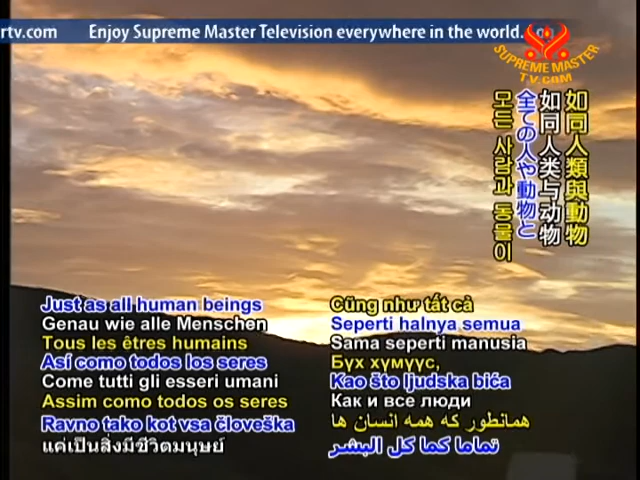 rtv.com Enjoy Supreme Master Television everywhere in the world.
SUPREME MASTER
TV.COM
如同人類與動物
如同人类与动物
全ての人や動物と
모든 사람과 동물이
Just as all human beings
Genau wie alle Menschen
Tous les êtres humains
Así como todos los seres
Come tutti gli esseri umani
Assim como todos os seres
Ravno tako kot vsa človeška
แค่เป็นสิ่งมีชีวิตมนุษย์
Cũng như tất cả
Seperti halnya semua
Sama seperti manusia
Бүх хүмүүс,
Kao što ljudska bića
Как и все люди
همانطور که همه انسان ها
تماما كما كل البشر